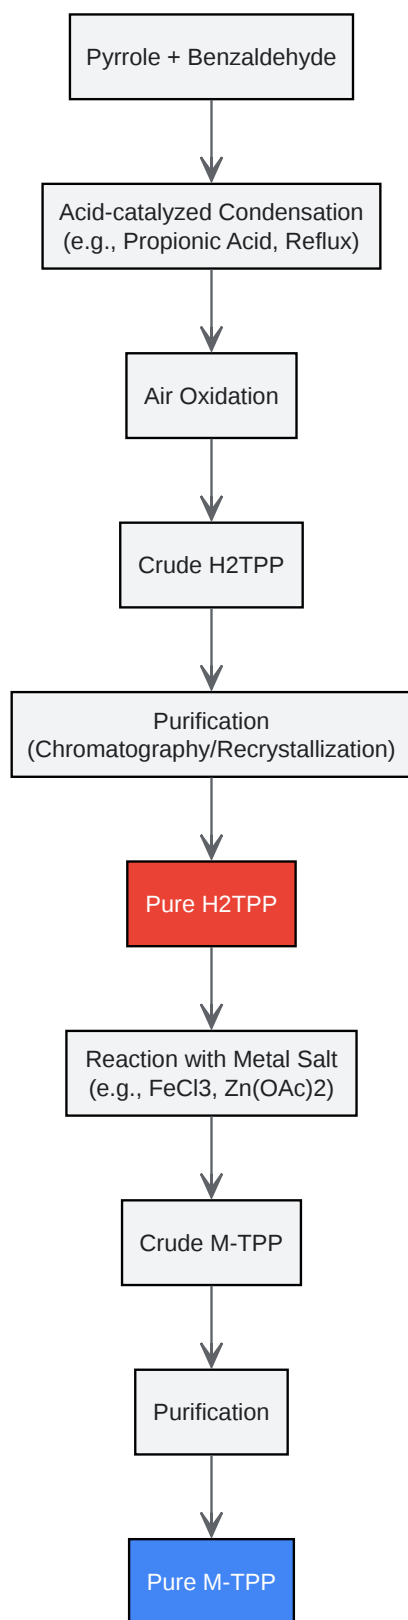 Pyrrole + Benzaldehyde
Acid-catalyzed Condensation
(e.g., Propionic Acid, Reflux)
Air Oxidation
Crude H2TPP
Purification
(Chromatography/Recrystallization)
Pure H2TPP
Reaction with Metal Salt
(e.g., FeCl3, Zn(OAc)2)
Crude M-TPP
Purification
Pure M-TPP